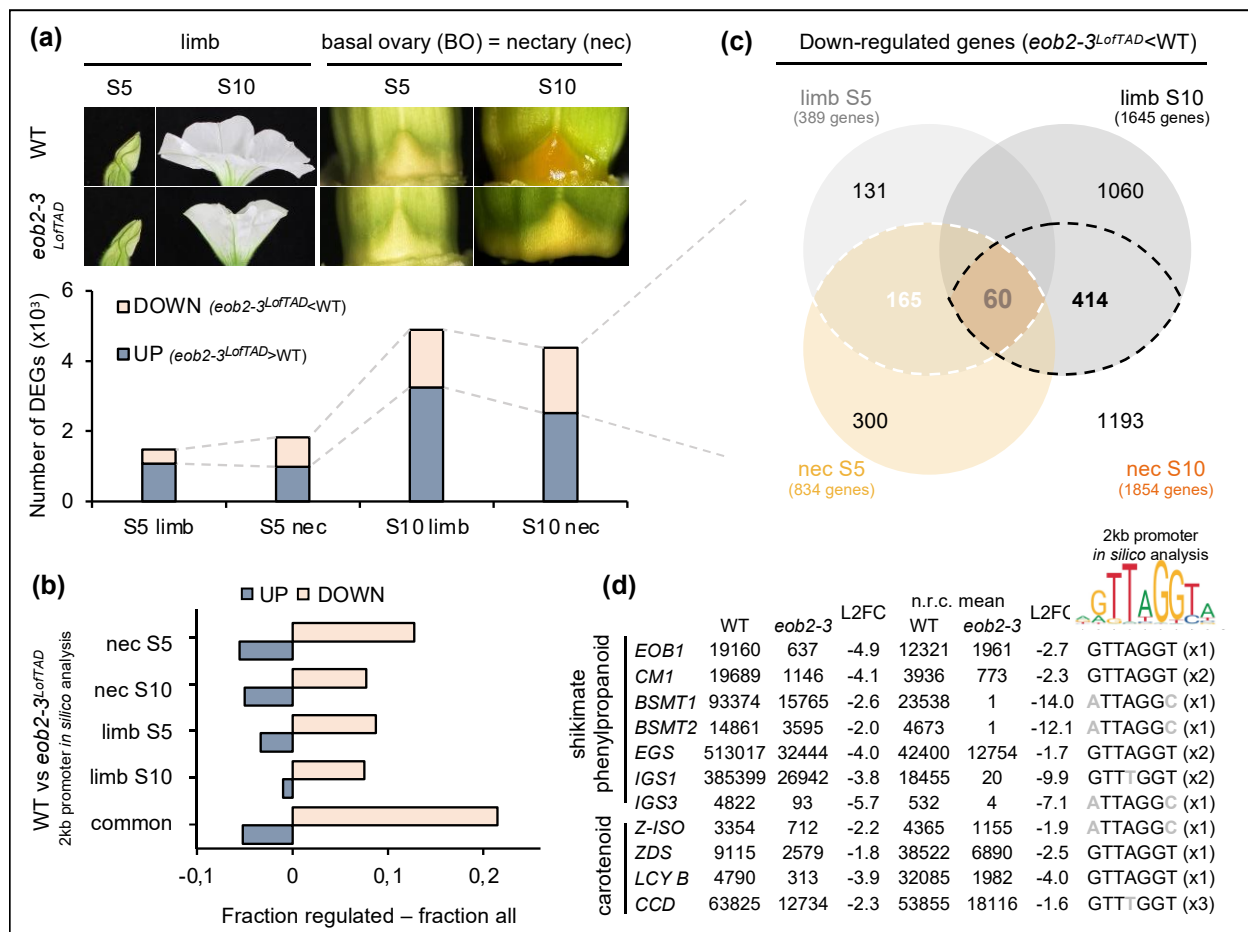 (a)
limb
basal ovary (BO) = nectary (nec)
S5
S10
S5
S10
WT
eob2-3
LofTAD
6
4
2
0
Number of DEGs (x10³)
DOWN (eob2-3LofTAD<WT)
UP (eob2-3LofTAD>WT)
S5 limb
S5 nec
S10 limb
S10 nec
(b)
UP
DOWN
WT vs eob2-3LofTAD
2kb promoter in silico analysis
nec S5
nec S10
limb S5
limb S10
common
-0,1
0
0,1
0,2
Fraction regulated – fraction all
(c)
Down-regulated genes (eob2-3LofTAD<WT)
limb S5
(389 genes)
limb S10
(1645 genes)
131
1060
165
60
414
300
1193
nec S5
(834 genes)
nec S10
(1854 genes)
(d)
2kb promoter
in silico analysis
GTTAGGTA
n.r.c. mean
WT eob2-3 L2FC WT eob2-3 L2FC
shikimate
phenylpropanoid
EOB1 19160 637 -4.9 12321 1961 -2.7 GTTAGGT (x1)
CM1 19689 1146 -4.1 3936 773 -2.3 GTTAGGT (x2)
BSMT1 93374 15765 -2.6 23538 1 -14.0 ATTAGGC (x1)
BSMT2 14861 3595 -2.0 4673 1 -12.1 ATTAGGC (x1)
EGS 513017 32444 -4.0 42400 12754 -1.7 GTTAGGT (x2)
IGS1 385399 26942 -3.8 18455 20 -9.9 GTTTGGT (x2)
IGS3 4822 93 -5.7 532 4 -7.1 ATTAGGC (x1)
carotenoid
Z-ISO 3354 712 -2.2 4365 1155 -1.9 ATTAGGC (x1)
ZDS 9115 2579 -1.8 38522 6890 -2.5 GTTAGGT (x1)
LCY B 4790 313 -3.9 32085 1982 -4.0 GTTAGGT (x1)
CCD 63825 12734 -2.3 53855 18116 -1.6 GTTTGGT (x3)